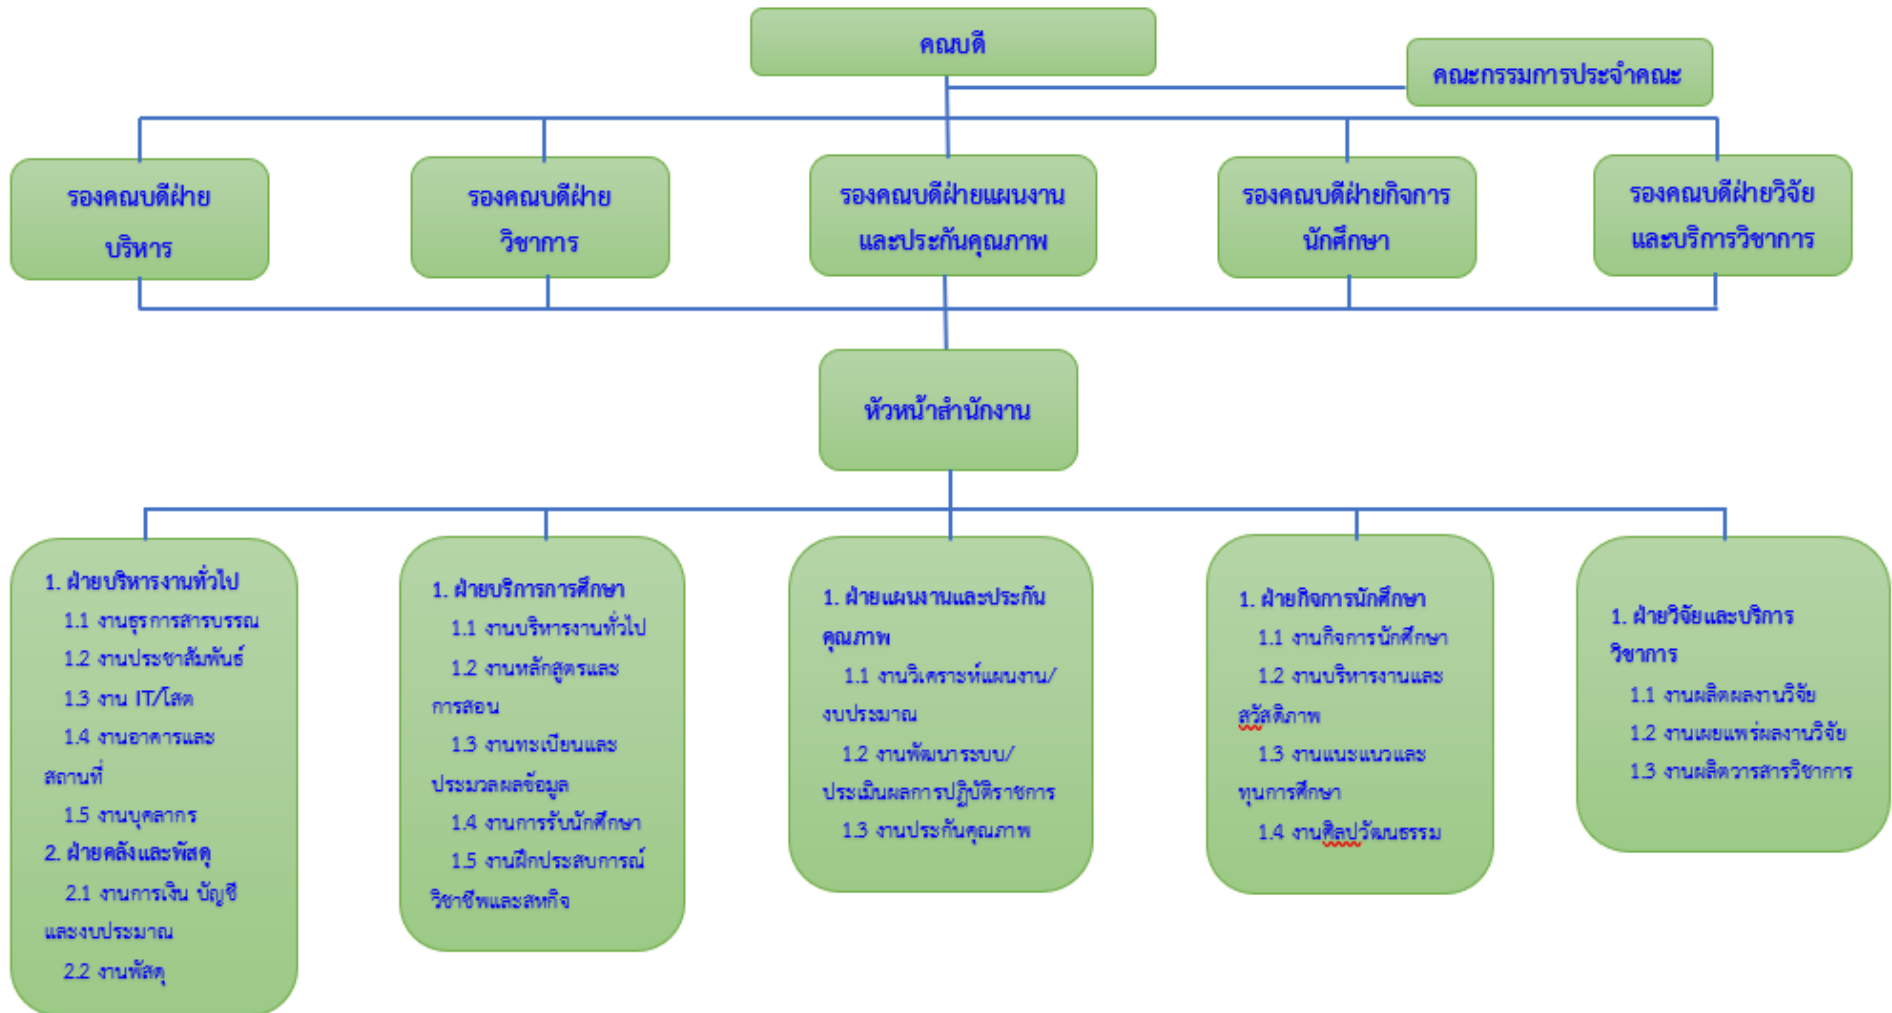 คณบดี
คณะกรรมการประจำคณะ
รองคณบดีฝ่าย
บริหาร
รองคณบดีฝ่าย
วิชาการ
รองคณบดีฝ่ายแผนงาน
และประกันคุณภาพ
รองคณบดีฝ่ายกิจการ
นักศึกษา
รองคณบดีฝ่ายวิจัย
และบริการวิชาการ
หัวหน้าสำนักงาน
1. ฝ่ายบริหารงานทั่วไป
1.1 งานธุรการสารบรรณ
1.2 งานประชาสัมพันธ์
1.3 งาน IT/โสต
1.4 งานอาคารและ
สถานที่
1.5 งานบุคลากร
2. ฝ่ายคลังและพัสดุ
2.1 งานการเงิน บัญชี
และงบประมาณ
2.2 งานพัสดุ
1. ฝ่ายบริการการศึกษา
1.1 งานบริหารงานทั่วไป
1.2 งานหลักสูตรและ
การสอน
1.3 งานทะเบียนและ
ประมวลผลข้อมูล
1.4 งานการรับนักศึกษา
1.5 งานฝึกประสบการณ์
วิชาชีพและสหกิจ
1. ฝ่ายแผนงานและประกัน
คุณภาพ
1.1 งานวิเคราะห์แผนงาน/
งบประมาณ
1.2 งานพัฒนาระบบ/
ประเมินผลการปฏิบัติราชการ
1.3 งานประกันคุณภาพ
1. ฝ่ายกิจการนักศึกษา
1.1 งานกิจการนักศึกษา
1.2 งานบริหารงานและ
สวัสดิภาพ
1.3 งานแนะแนวและ
ทุนการศึกษา
1.4 งานศิลปวัฒนธรรม
1. ฝ่ายวิจัยและบริการ
วิชาการ
1.1 งานผลิตผลงานวิจัย
1.2 งานเผยแพร่ผลงานวิจัย
1.3 งานผลิตวารสารวิชาการ